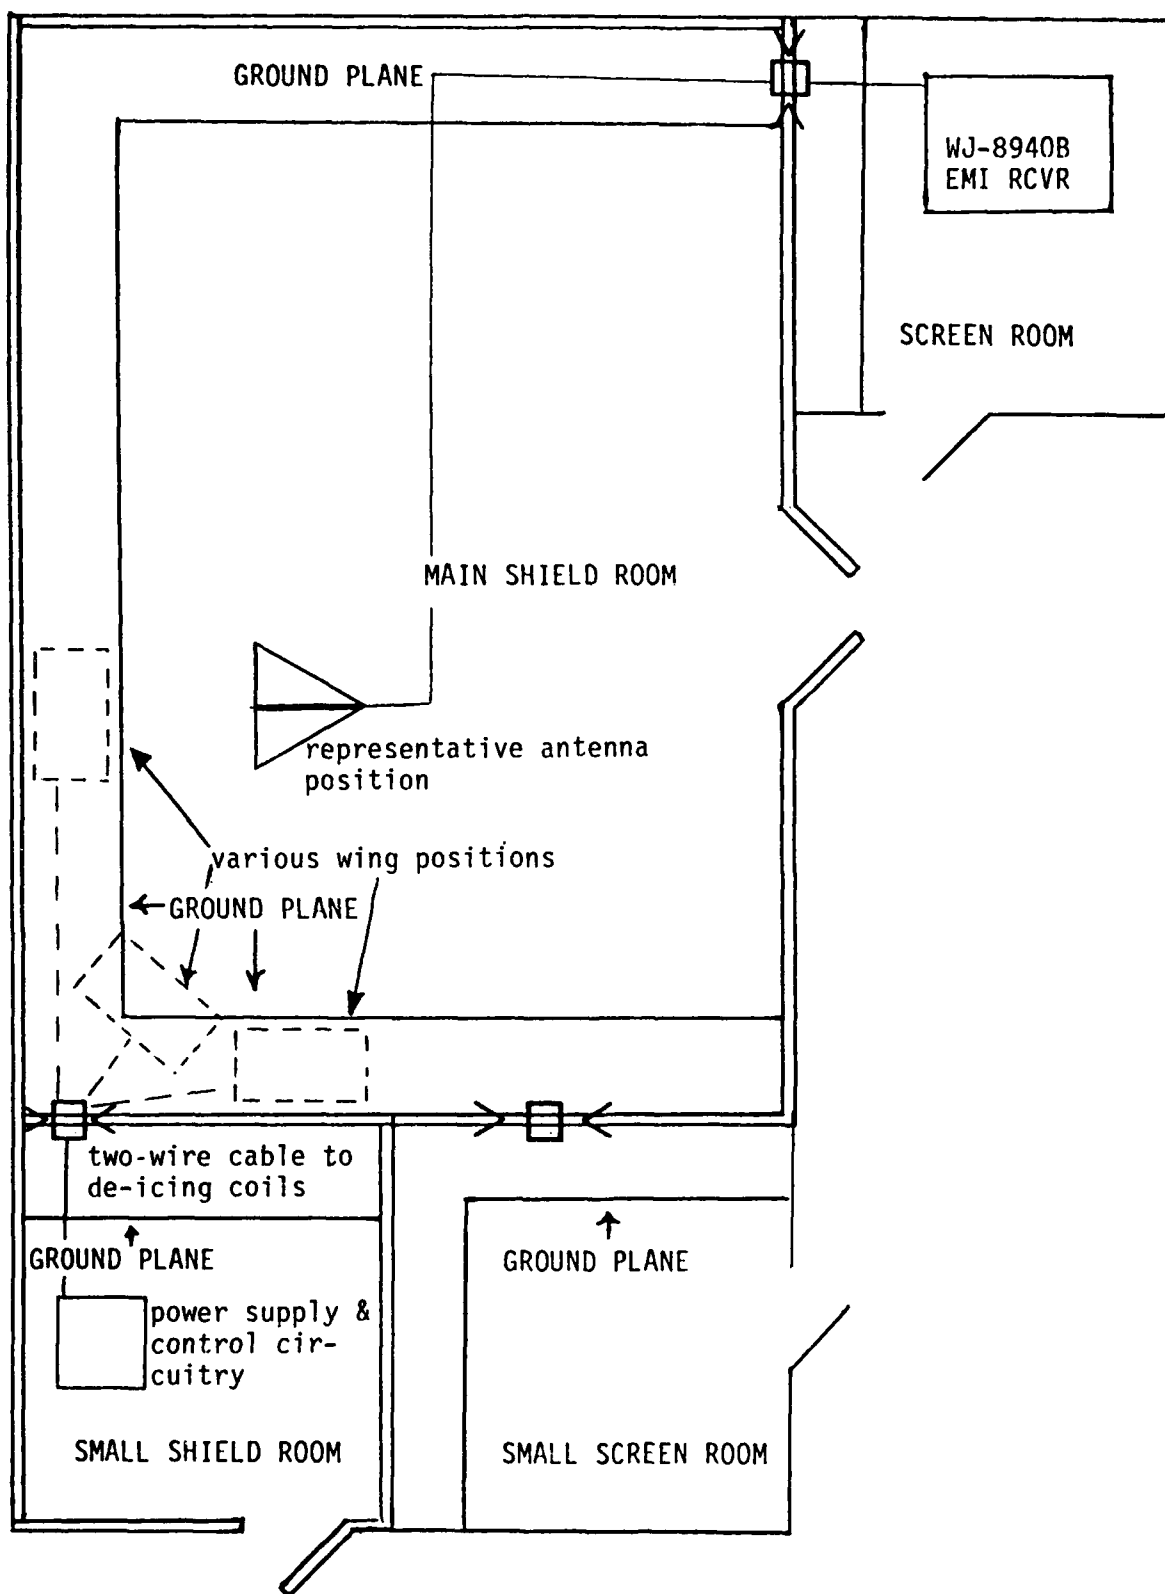 GROUND PLANE
WJ-8940B
EMI RCVR
SCREEN ROOM
MAIN SHIELD ROOM
representative antenna
position
various wing positions
GROUND PLANE
two-wire cable to
de-icing coils
GROUND PLANE
GROUND PLANE
power supply &
control cir-
cuitry
SMALL SHIELD ROOM
SMALL SCREEN ROOM